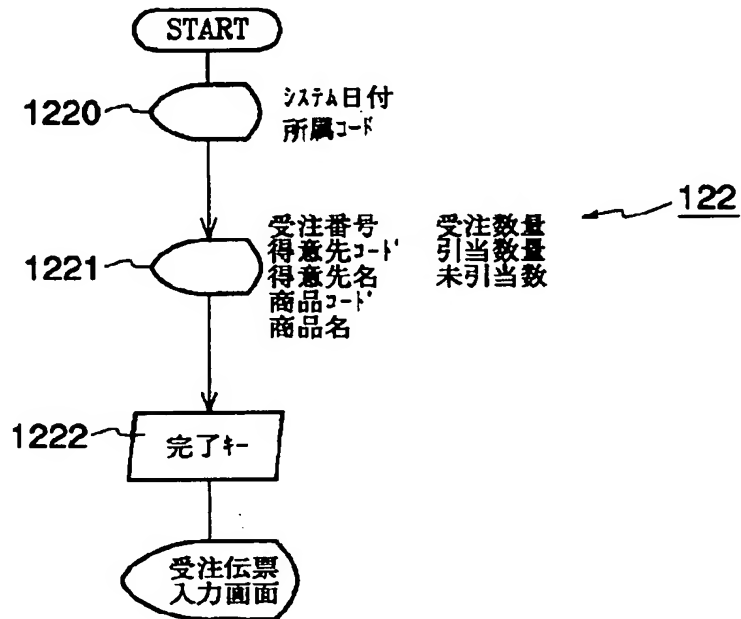 START
1220
システム日付
所属コード
122
1221
受注番号 受注数量
得意先コード 引当数量
得意先名 未引当数
商品コード
商品名
1222
完了キー
受注伝票
入力画面